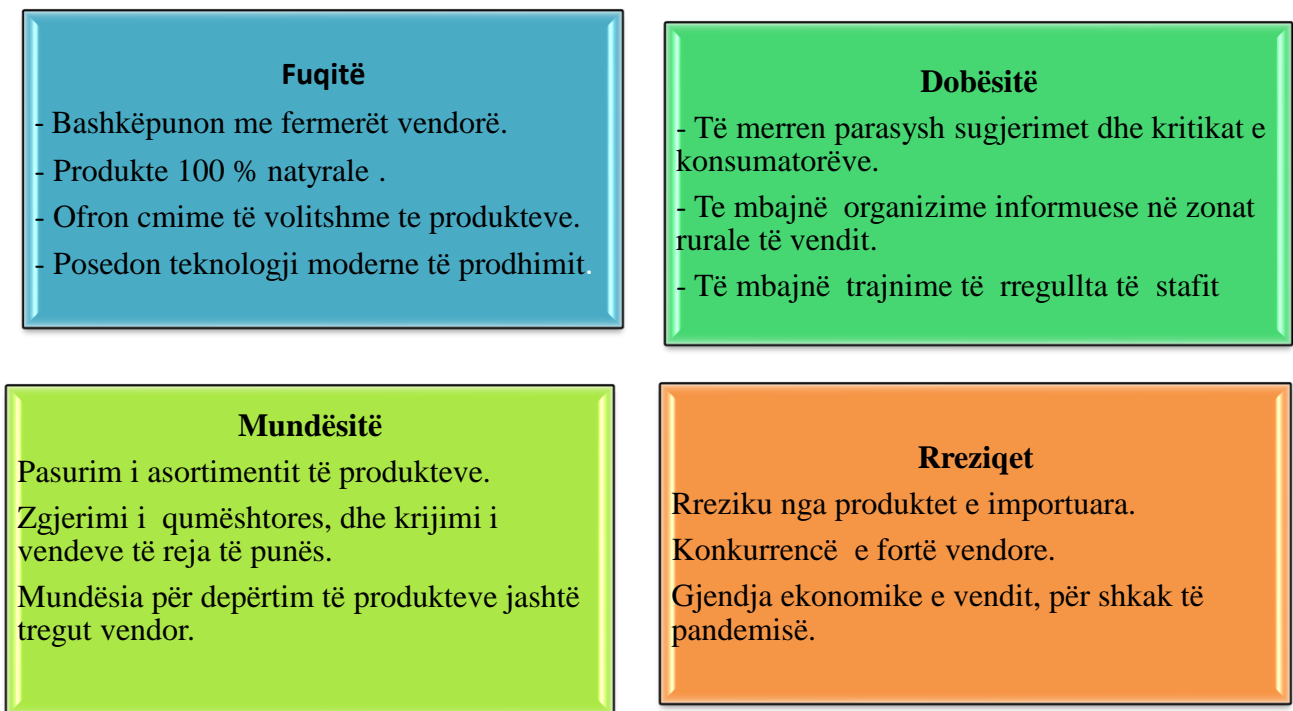 Fuqitë
- Bashkëpunon me fermerët vendorë.
- Produkte 100 % natyrale .
- Ofron cmime të volitshme te produkteve.
- Posedon teknologji moderne të prodhimit.
Dobësitë
- Të merren parasysh sugjerimet dhe kritikat e
konsumatorëve.
- Te mbajnë organizime informuese në zonat
rurale të vendit.
- Të mbajnë trajnime të rregullta të stafit
Mundësitë
Pasurim i asortimentit të produkteve.
Zgjerimi i qumështores, dhe krijimi i
vendeve të reja të punës.
Mundësia për depërtim të produkteve jashtë
tregut vendor.
Rreziqet
Rreziku nga produktet e importuara.
Konkurrencë e fortë vendore.
Gjendja ekonomike e vendit, për shkak të
pandemisë.